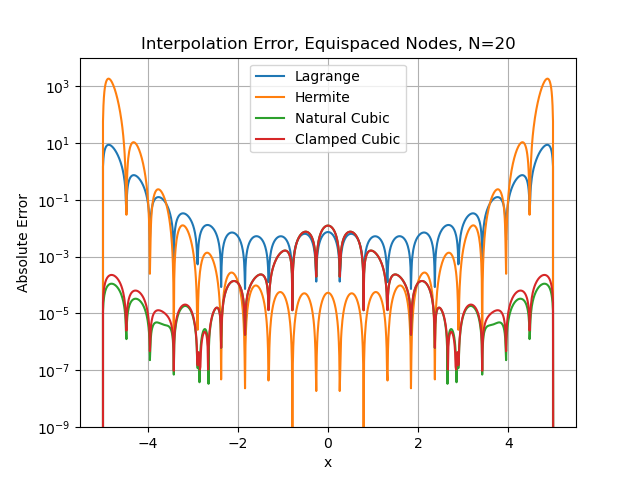 Interpolation Error, Equispaced Nodes, N=20
Lagrange
Hermite
Natural Cubic
Clamped Cubic
Absolute Error
10³
10¹
10⁻¹
10⁻³
10⁻⁵
10⁻⁷
10⁻⁹
−4 −2 0 2 4
x